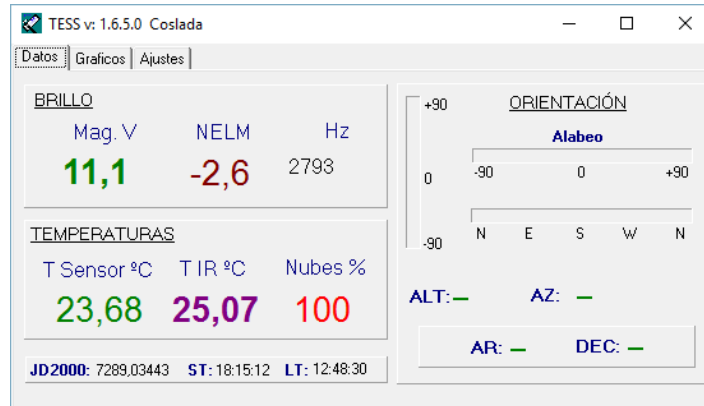 TESS v: 1.6.5.0 Coslada
Datos Graficos Ajustes
BRILLO
Mag. V NELM Hz
11,1 -2,6 2793
TEMPERATURAS
T Sensor ºC T IR ºC Nubes %
23,68 25,07 100
JD2000: 7289,03443 ST: 18:15:12 LT: 12:48:30
ORIENTACIÓN
+90
0
-90
Alabeo
-90 0 +90
N E S W N
ALT: — AZ: —
AR: — DEC: —